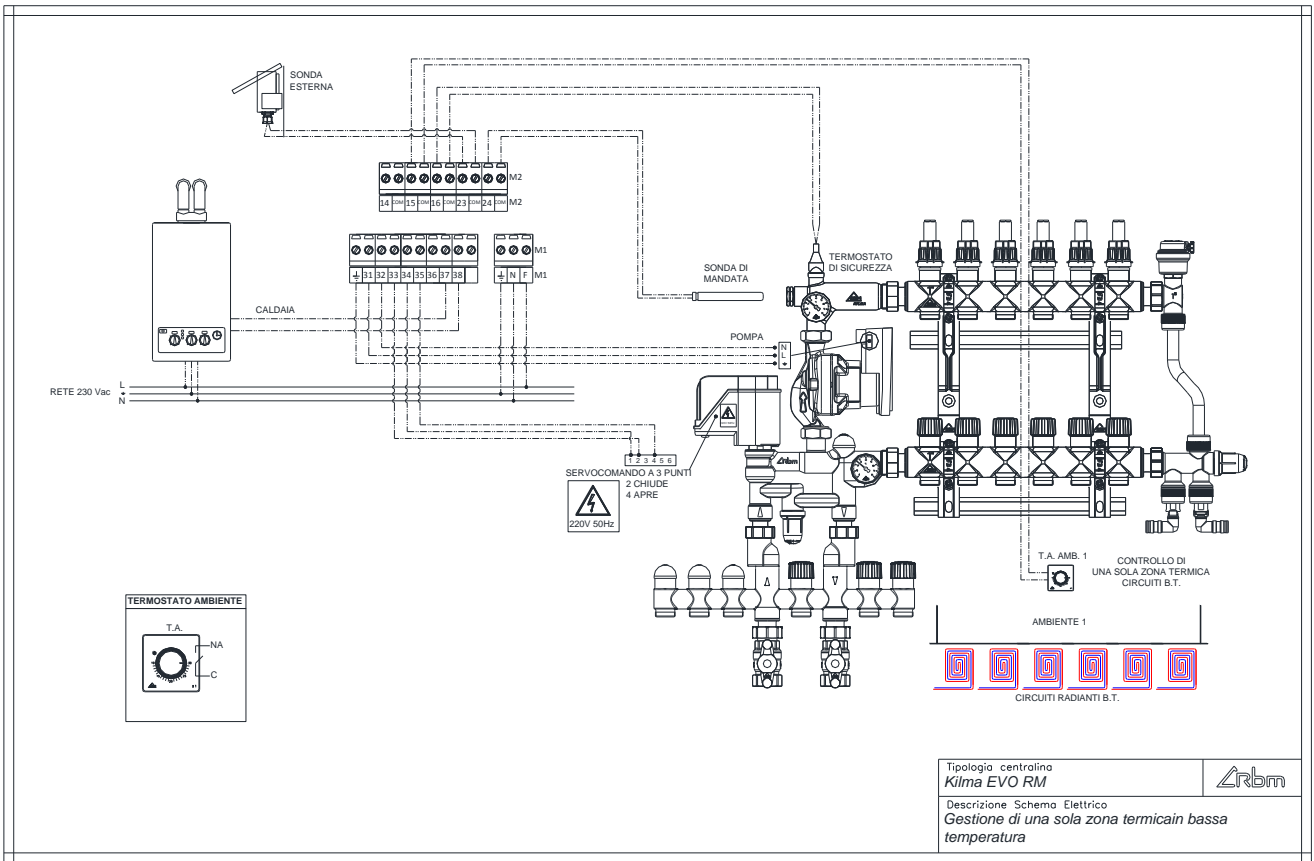 SONDA
ESTERNA
M2
14 COM 15 COM 16 COM 23 COM 24 COM M2
M1
31 32 33 34 35 36 37 38 N F M1
SONDA DI
MANDATA
TERMOSTATO
DI SICUREZZA
CALDAIA
POMPA
N
L
RETE 230 Vac
L
N
1 2 3 4 5 6
SERVOCOMANDO A 3 PUNTI
2 CHIUDE
4 APRE
220V 50Hz
Rbm
T.A. AMB. 1
CONTROLLO DI
UNA SOLA ZONA TERMICA
CIRCUITI B.T.
AMBIENTE 1
CIRCUITI RADIANTI B.T.
TERMOSTATO AMBIENTE
T.A.
NA
C
Tipologia centralina
Kilma EVO RM
Rbm
Descrizione Schema Elettrico
Gestione di una sola zona termicain bassa
temperatura